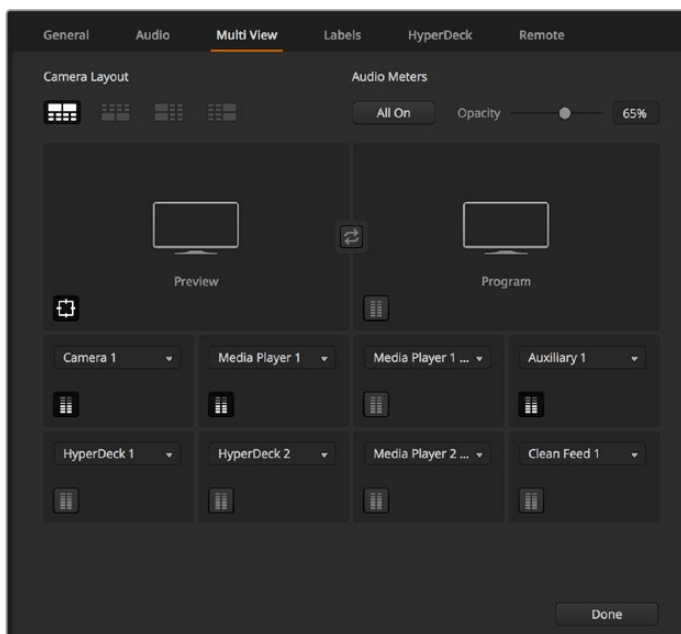 General Audio Multi View Labels HyperDeck Remote
Camera Layout Audio Meters
All On Opacity 65%
Preview Program
Camera 1 Media Player 1 Media Player 1 ... Auxiliary 1
HyperDeck 1 HyperDeck 2 Media Player 2 ... Clean Feed 1
Done